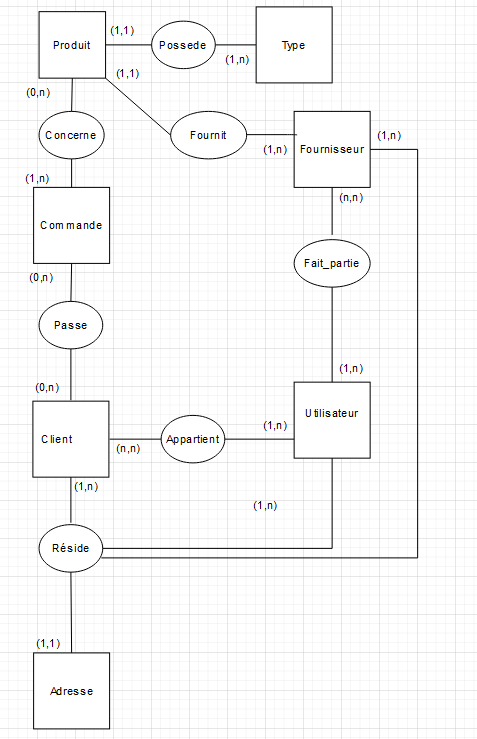 (1,1)
Produit
Possede
Type
(1,n)
(1,1)
(0,n)
Concerne
Fournit
(1,n)
Fournisseur
(1,n)
(1,n)
(n,n)
Commande
Fait_partie
(0,n)
Passe
(1,n)
(0,n)
Utilisateur
(1,n)
Client
Appartient
(n,n)
(1,n)
(1,n)
Réside
(1,1)
Adresse